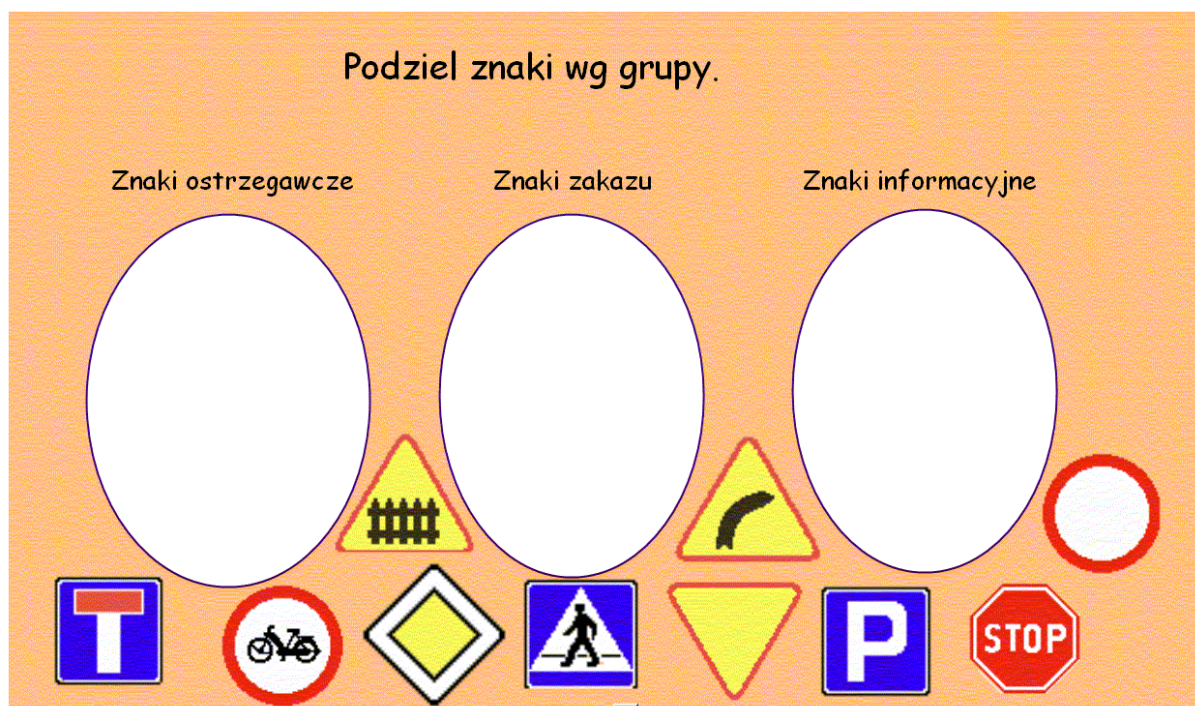 Podziel znaki wg grupy.
Znaki ostrzegawcze
Znaki zakazu
Znaki informacyjne
P
STOP